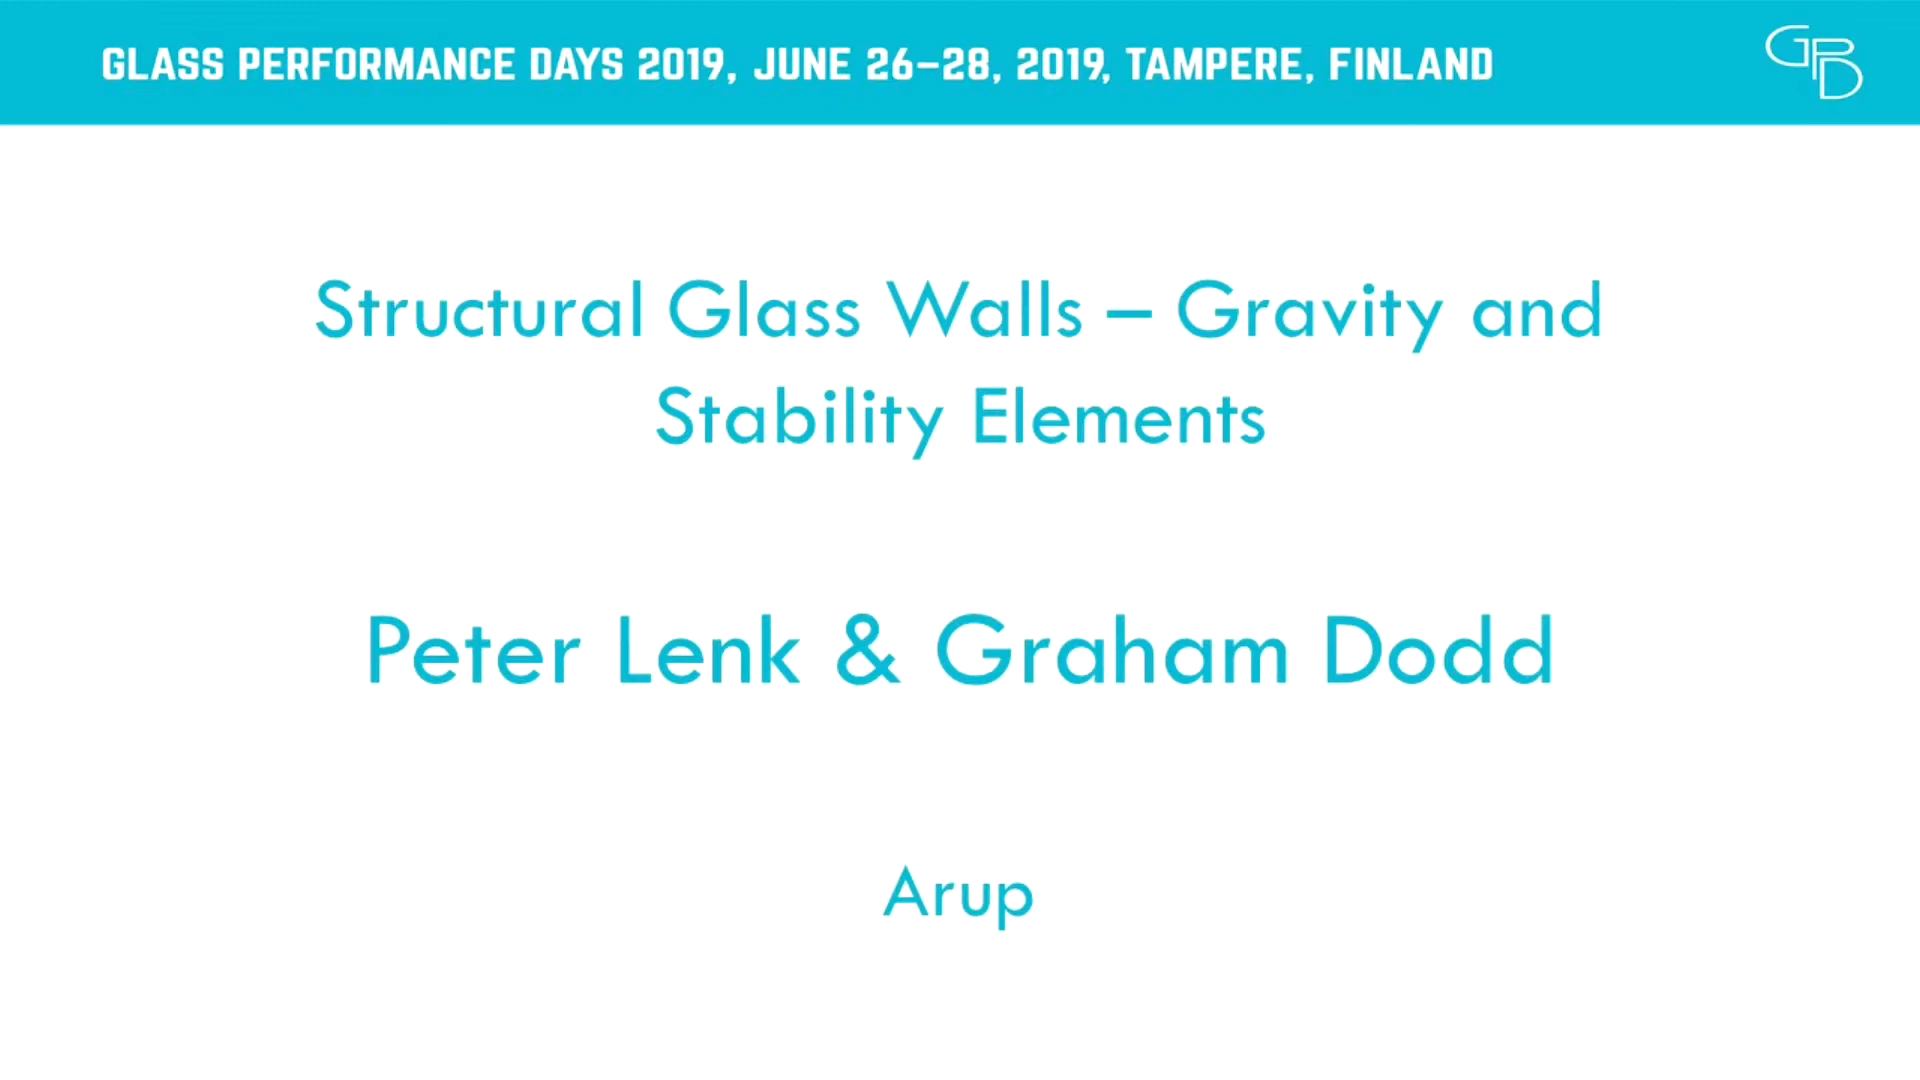 GLASS PERFORMANCE DAYS 2019, JUNE 26–28, 2019, TAMPERE, FINLAND
GPD
Structural Glass Walls – Gravity and
Stability Elements
Peter Lenk & Graham Dodd
Arup